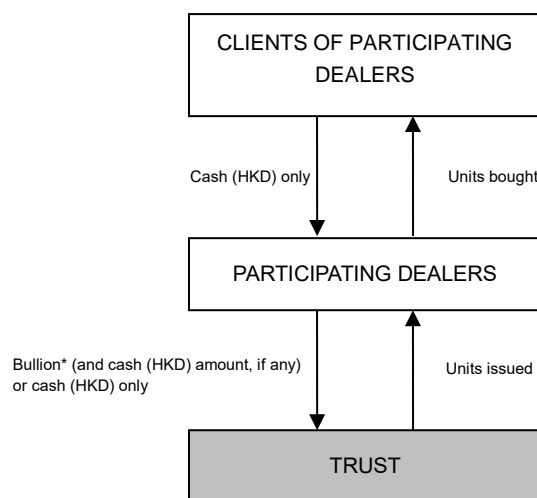 CLIENTS OF PARTICIPATING
DEALERS
Cash (HKD) only
Units bought
PARTICIPATING DEALERS
Bullion* (and cash (HKD) amount, if any)
or cash (HKD) only
Units issued
TRUST